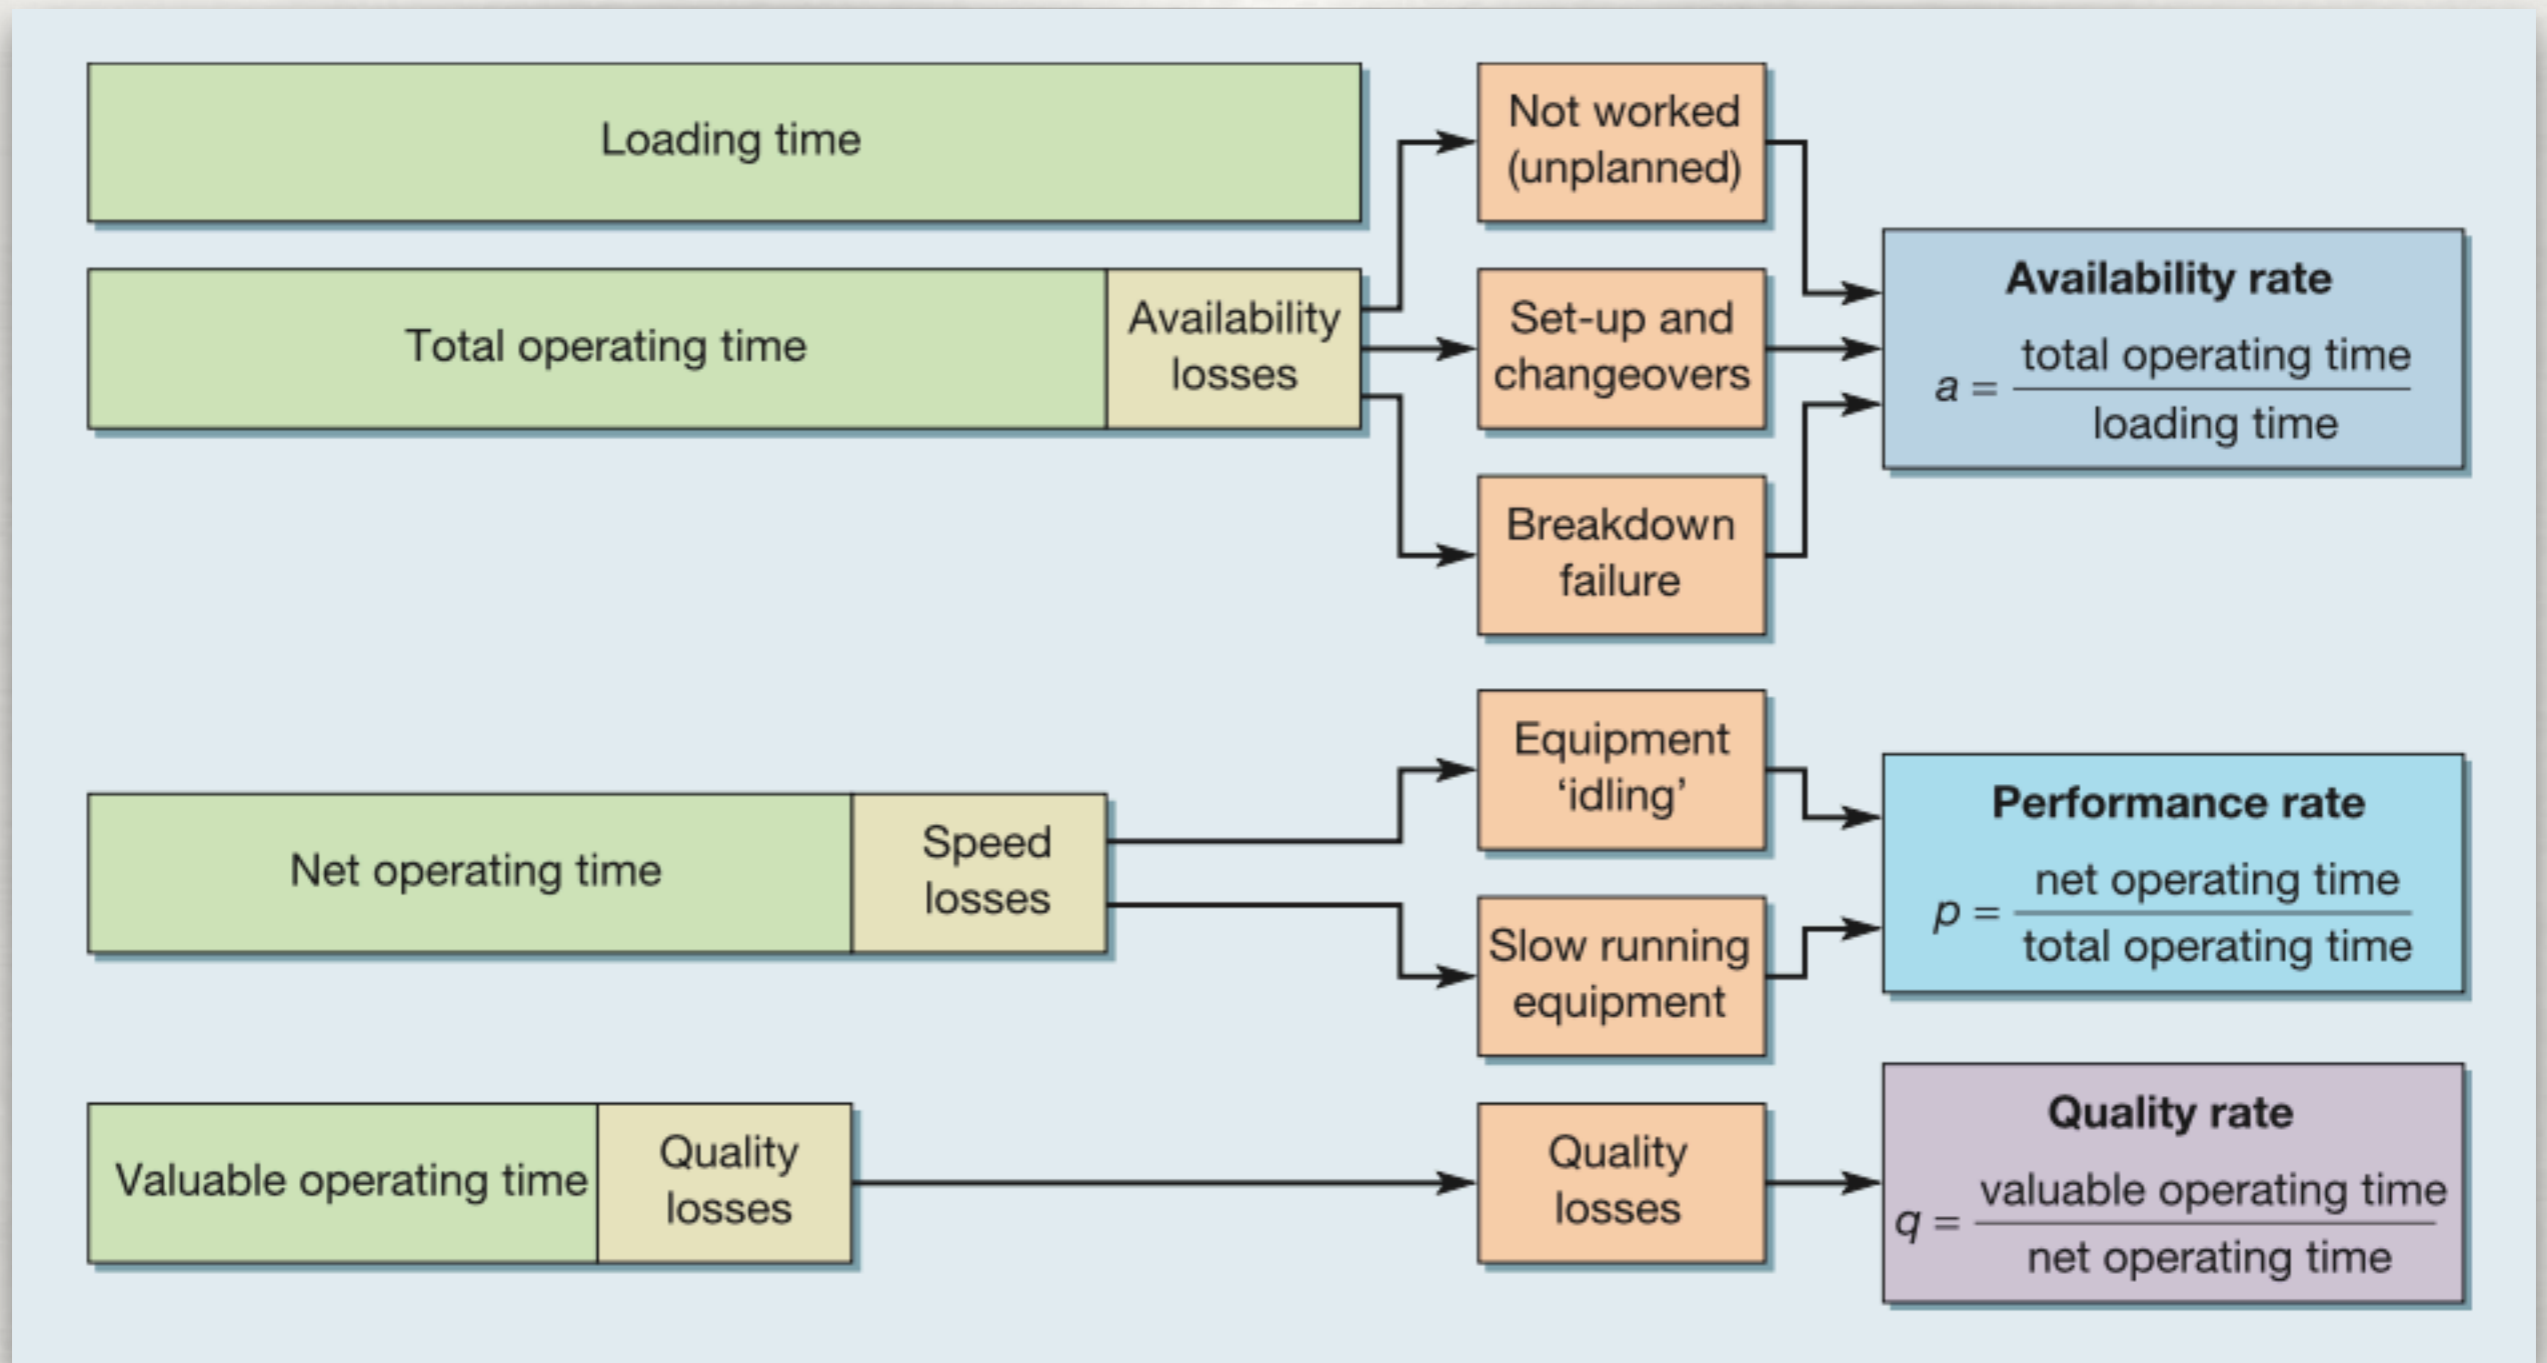 Loading time
Not worked
(unplanned)
Total operating time
Availability
losses
Set-up and
changeovers
Breakdown
failure
Availability rate
a = total operating time
loading time
Net operating time
Speed
losses
Equipment
‘idling’
Slow running
equipment
Performance rate
p = net operating time
total operating time
Valuable operating time
Quality
losses
Quality
losses
Quality rate
q = valuable operating time
net operating time